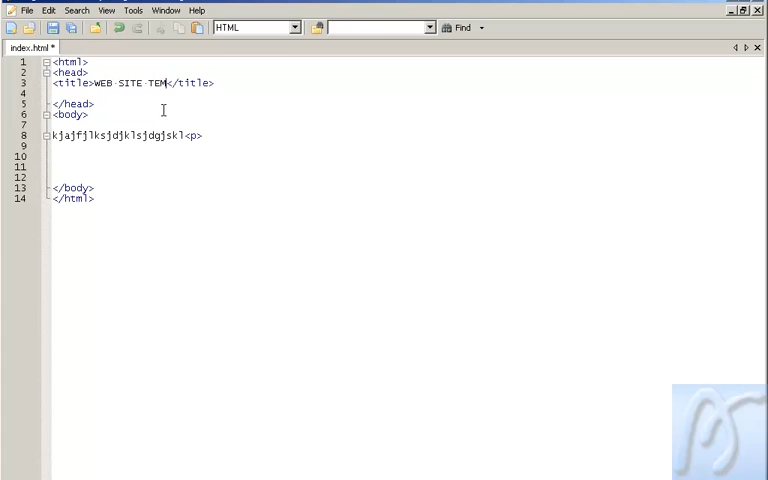 File Edit Search View Tools Window Help
HTML Find
index.html *
1 <html>
2 <head>
3 <title>WEB SITE TEM</title>
4
5 </head>
6 <body>
7
8 kjajfjlksjdjklsjdgjskl<p>
9
10
11
12
13 </body>
14 </html>